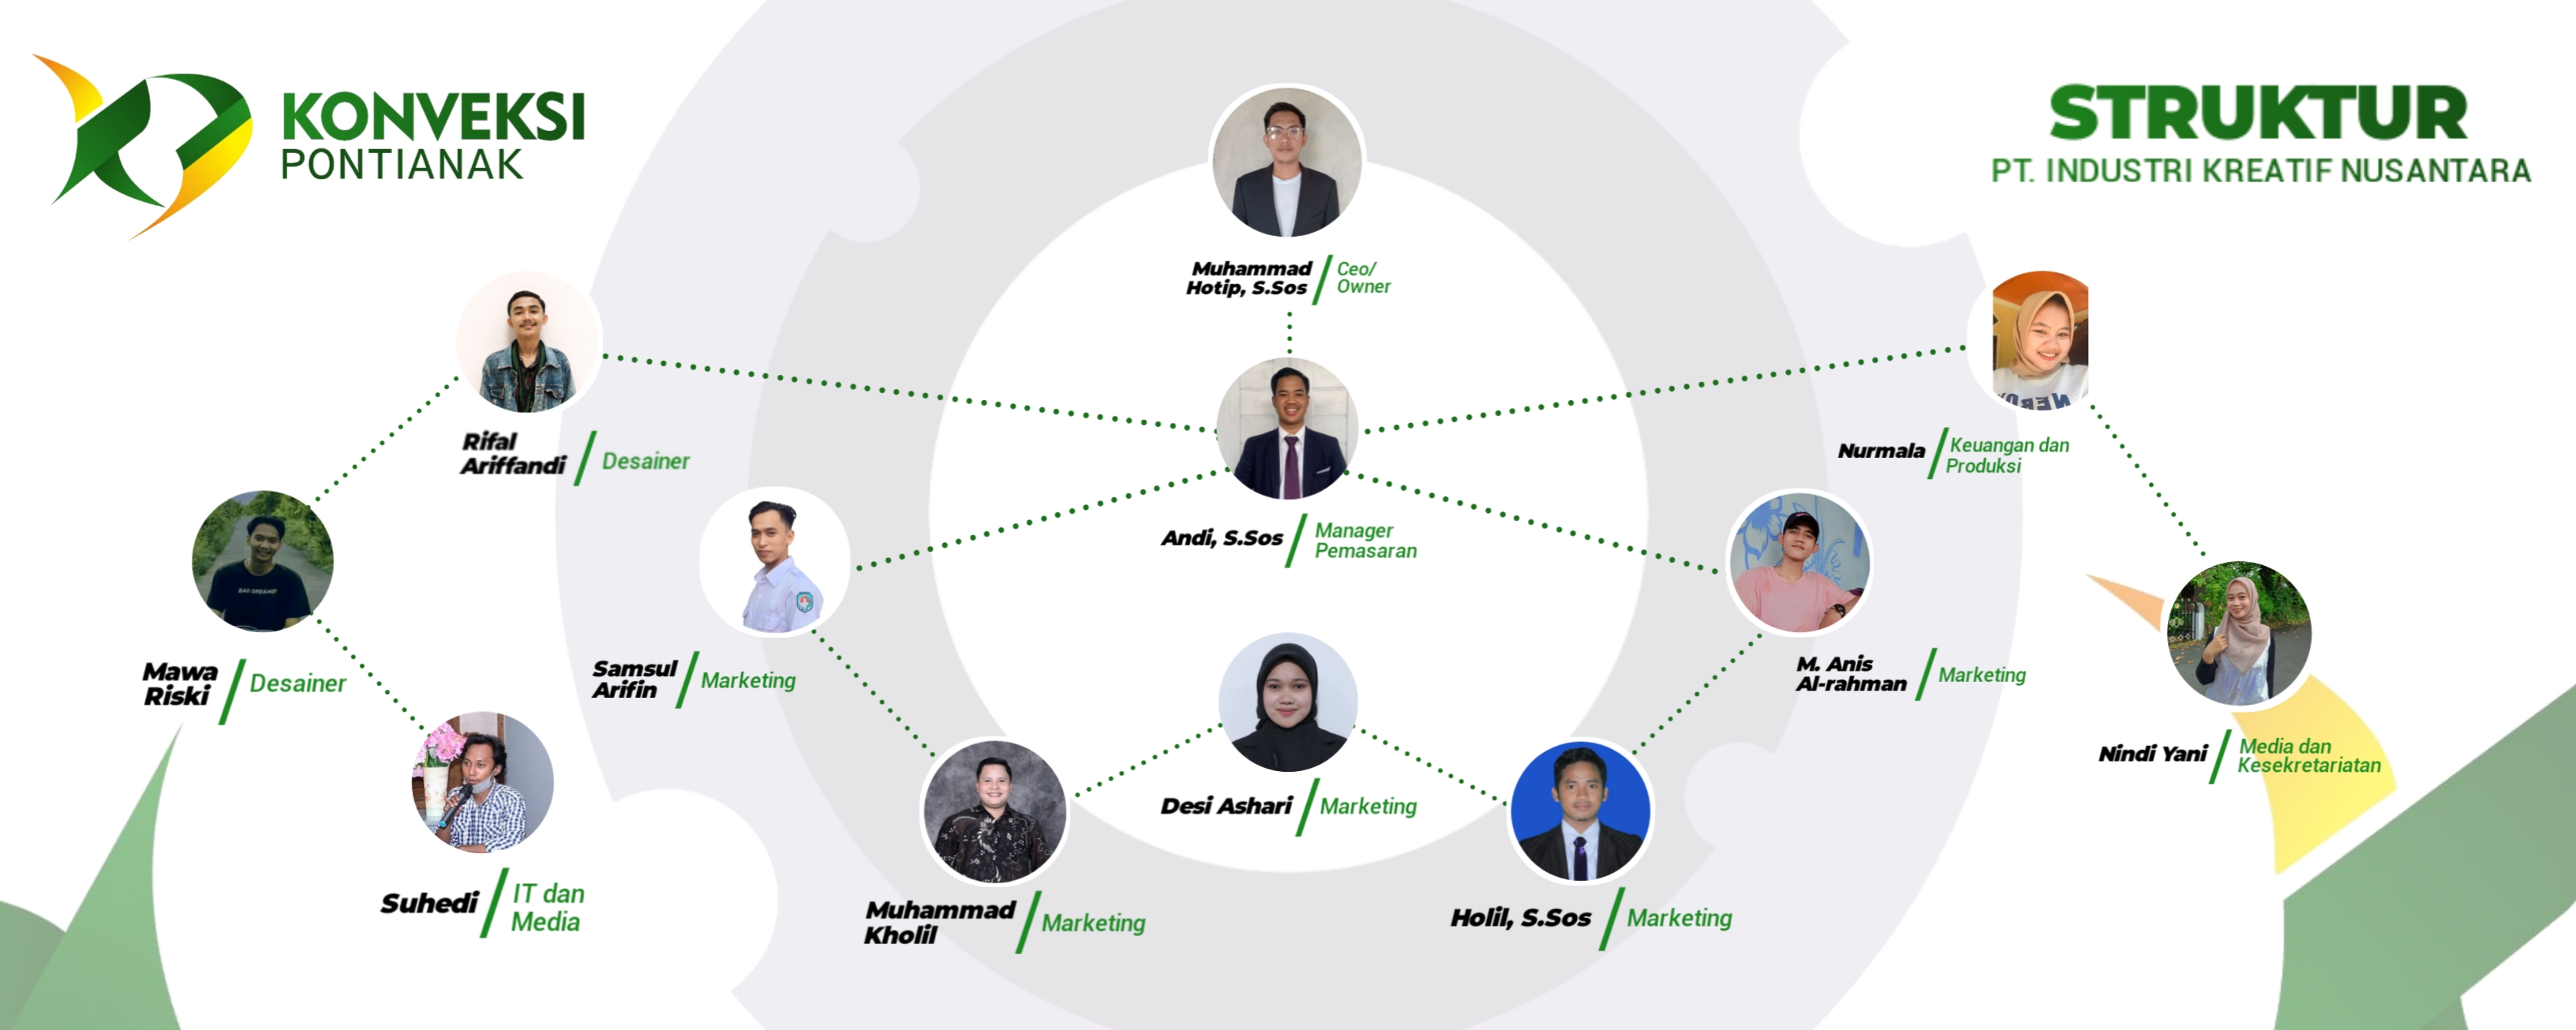 KONVEKSI
PONTIANAK
STRUKTUR
PT. INDUSTRI KREATIF NUSANTARA
Muhammad
Hotip, S.Sos
Ceo/
Owner
Rifal
Ariffandi
Desainer
Andi, S.Sos
Manager
Pemasaran
Nurmala
Keuangan dan
Produksi
Mawa
Riski
Desainer
Samsul
Arifin
Marketing
M. Anis
Al-rahman
Marketing
Nindi Yani
Media dan
Kesekretariatan
Desi Ashari
Marketing
Suhedi
IT dan
Media
Muhammad
Kholil
Marketing
Holil, S.Sos
Marketing